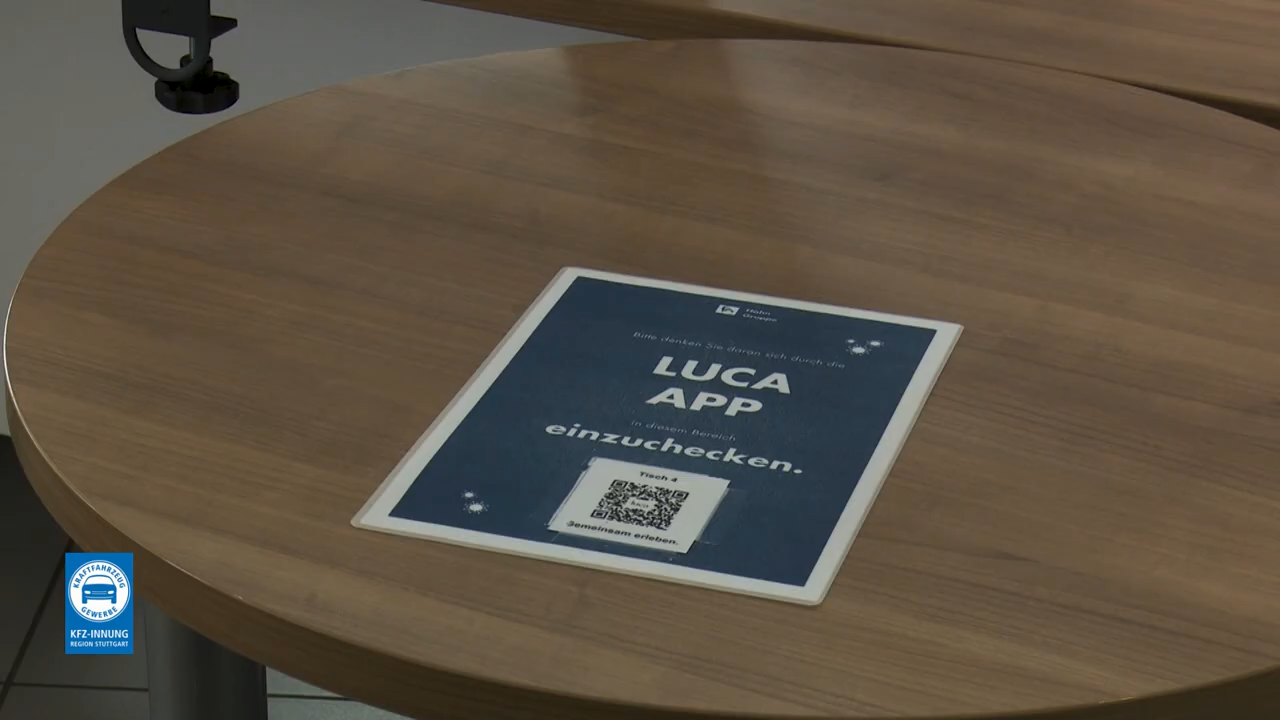 Hahn
Gruppe
Bitte denken Sie daran sich durch die
LUCA
APP
in diesem Bereich
einzuchecken.
Tisch 4
luca
Gemeinsam erleben.
KRAFTFAHRZEUG
GEWERBE
KFZ-INNUNG
REGION STUTTGART